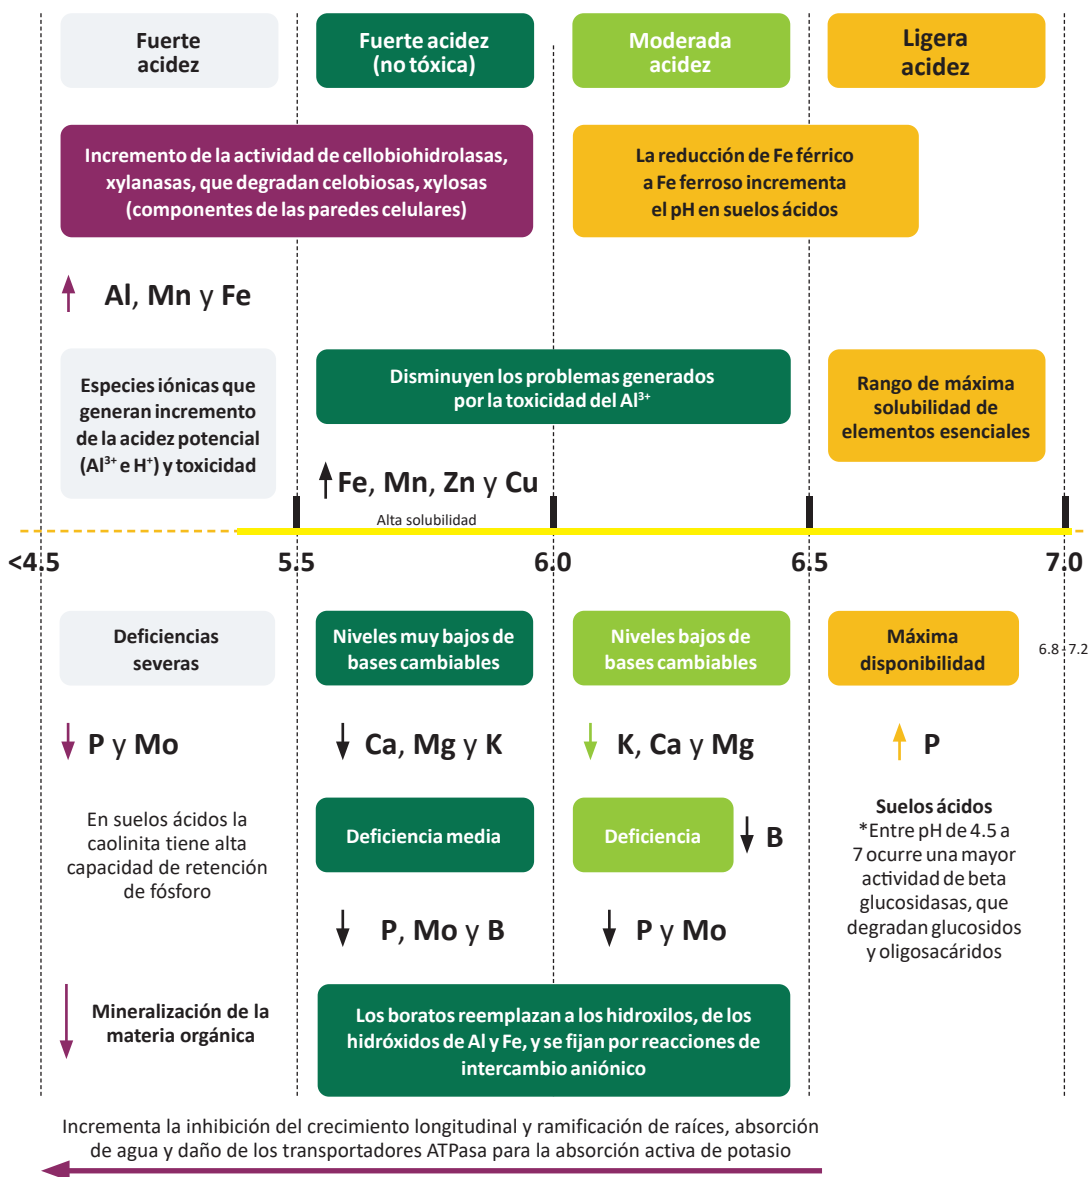 Fuerte
acidez
Fuerte acidez
(no tóxica)
Moderada
acidez
Ligera
acidez
Incremento de la actividad de cellobiohidrolasas,
xylanasas, que degradan celobiosas, xylosas
(componentes de las paredes celulares)
La reducción de Fe férrico
a Fe ferroso incrementa
el pH en suelos ácidos
Al, Mn y Fe
Especies iónicas que
generan incremento
de la acidez potencial
(Al³⁺ e H⁺) y toxicidad
Disminuyen los problemas generados
por la toxicidad del Al³⁺
Rango de máxima
solubilidad de
elementos esenciales
Fe, Mn, Zn y Cu
Alta solubilidad
<4.5
5.5
6.0
6.5
7.0
Deficiencias
severas
Niveles muy bajos de
bases cambiables
Niveles bajos de
bases cambiables
Máxima
disponibilidad
6.8 - 7.2
P y Mo
Ca, Mg y K
K, Ca y Mg
P
En suelos ácidos la
caolinita tiene alta
capacidad de retención
de fósforo
Deficiencia media
Deficiencia
B
Suelos ácidos
*Entre pH de 4.5 a
7 ocurre una mayor
actividad de beta
glucosidasas, que
degradan glucosidos
y oligosacáridos
P, Mo y B
P y Mo
Mineralización de la
materia orgánica
Los boratos reemplazan a los hidroxilos, de los
hidróxidos de Al y Fe, y se fijan por reacciones de
intercambio aniónico
Incrementa la inhibición del crecimiento longitudinal y ramificación de raíces, absorción
de agua y daño de los transportadores ATPasa para la absorción activa de potasio